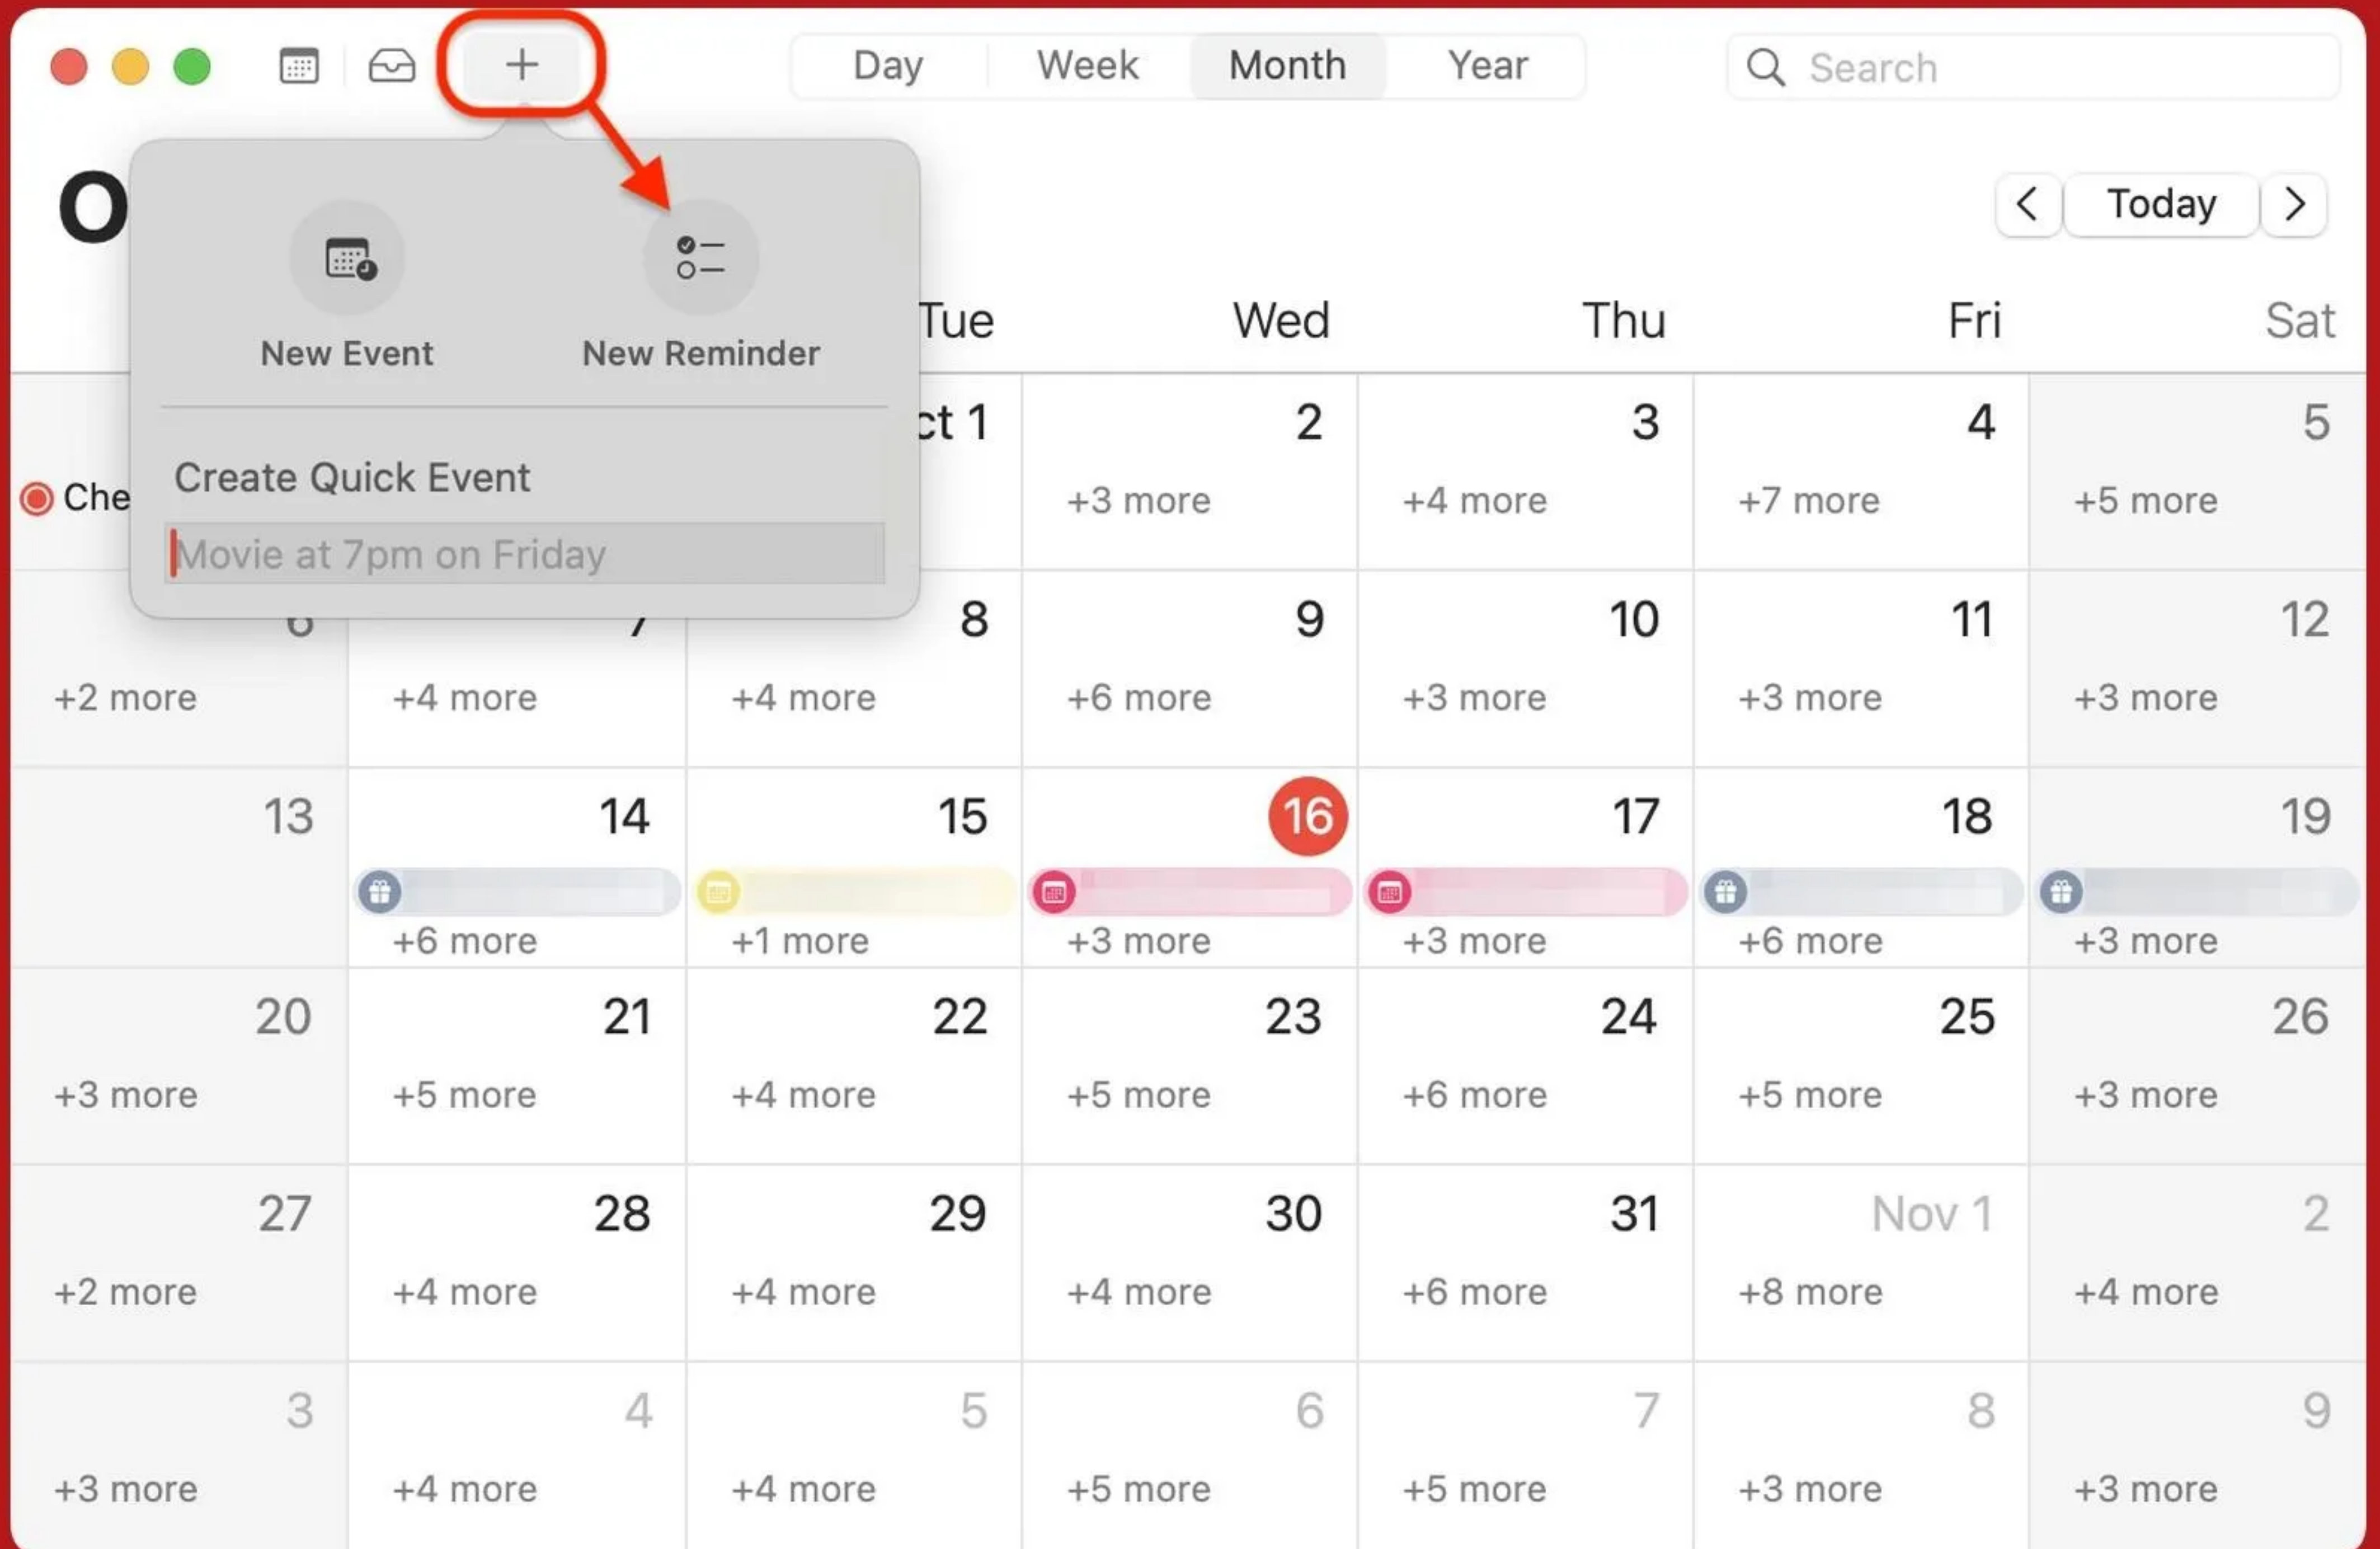 Day Week Month Year Search
Today
New Event New Reminder
Tue Wed Thu Fri Sat
Create Quick Event
Movie at 7pm on Friday
1 2 3 4 5
+3 more +4 more +7 more +5 more
8 9 10 11 12
+2 more +4 more +4 more +6 more +3 more +3 more +3 more
13 14 15 16 17 18 19
+6 more +1 more +3 more +3 more +6 more +3 more
20 21 22 23 24 25 26
+3 more +5 more +4 more +5 more +6 more +5 more +3 more
27 28 29 30 31 Nov 1 2
+2 more +4 more +4 more +4 more +6 more +8 more +4 more
3 4 5 6 7 8 9
+3 more +4 more +4 more +5 more +5 more +3 more +3 more